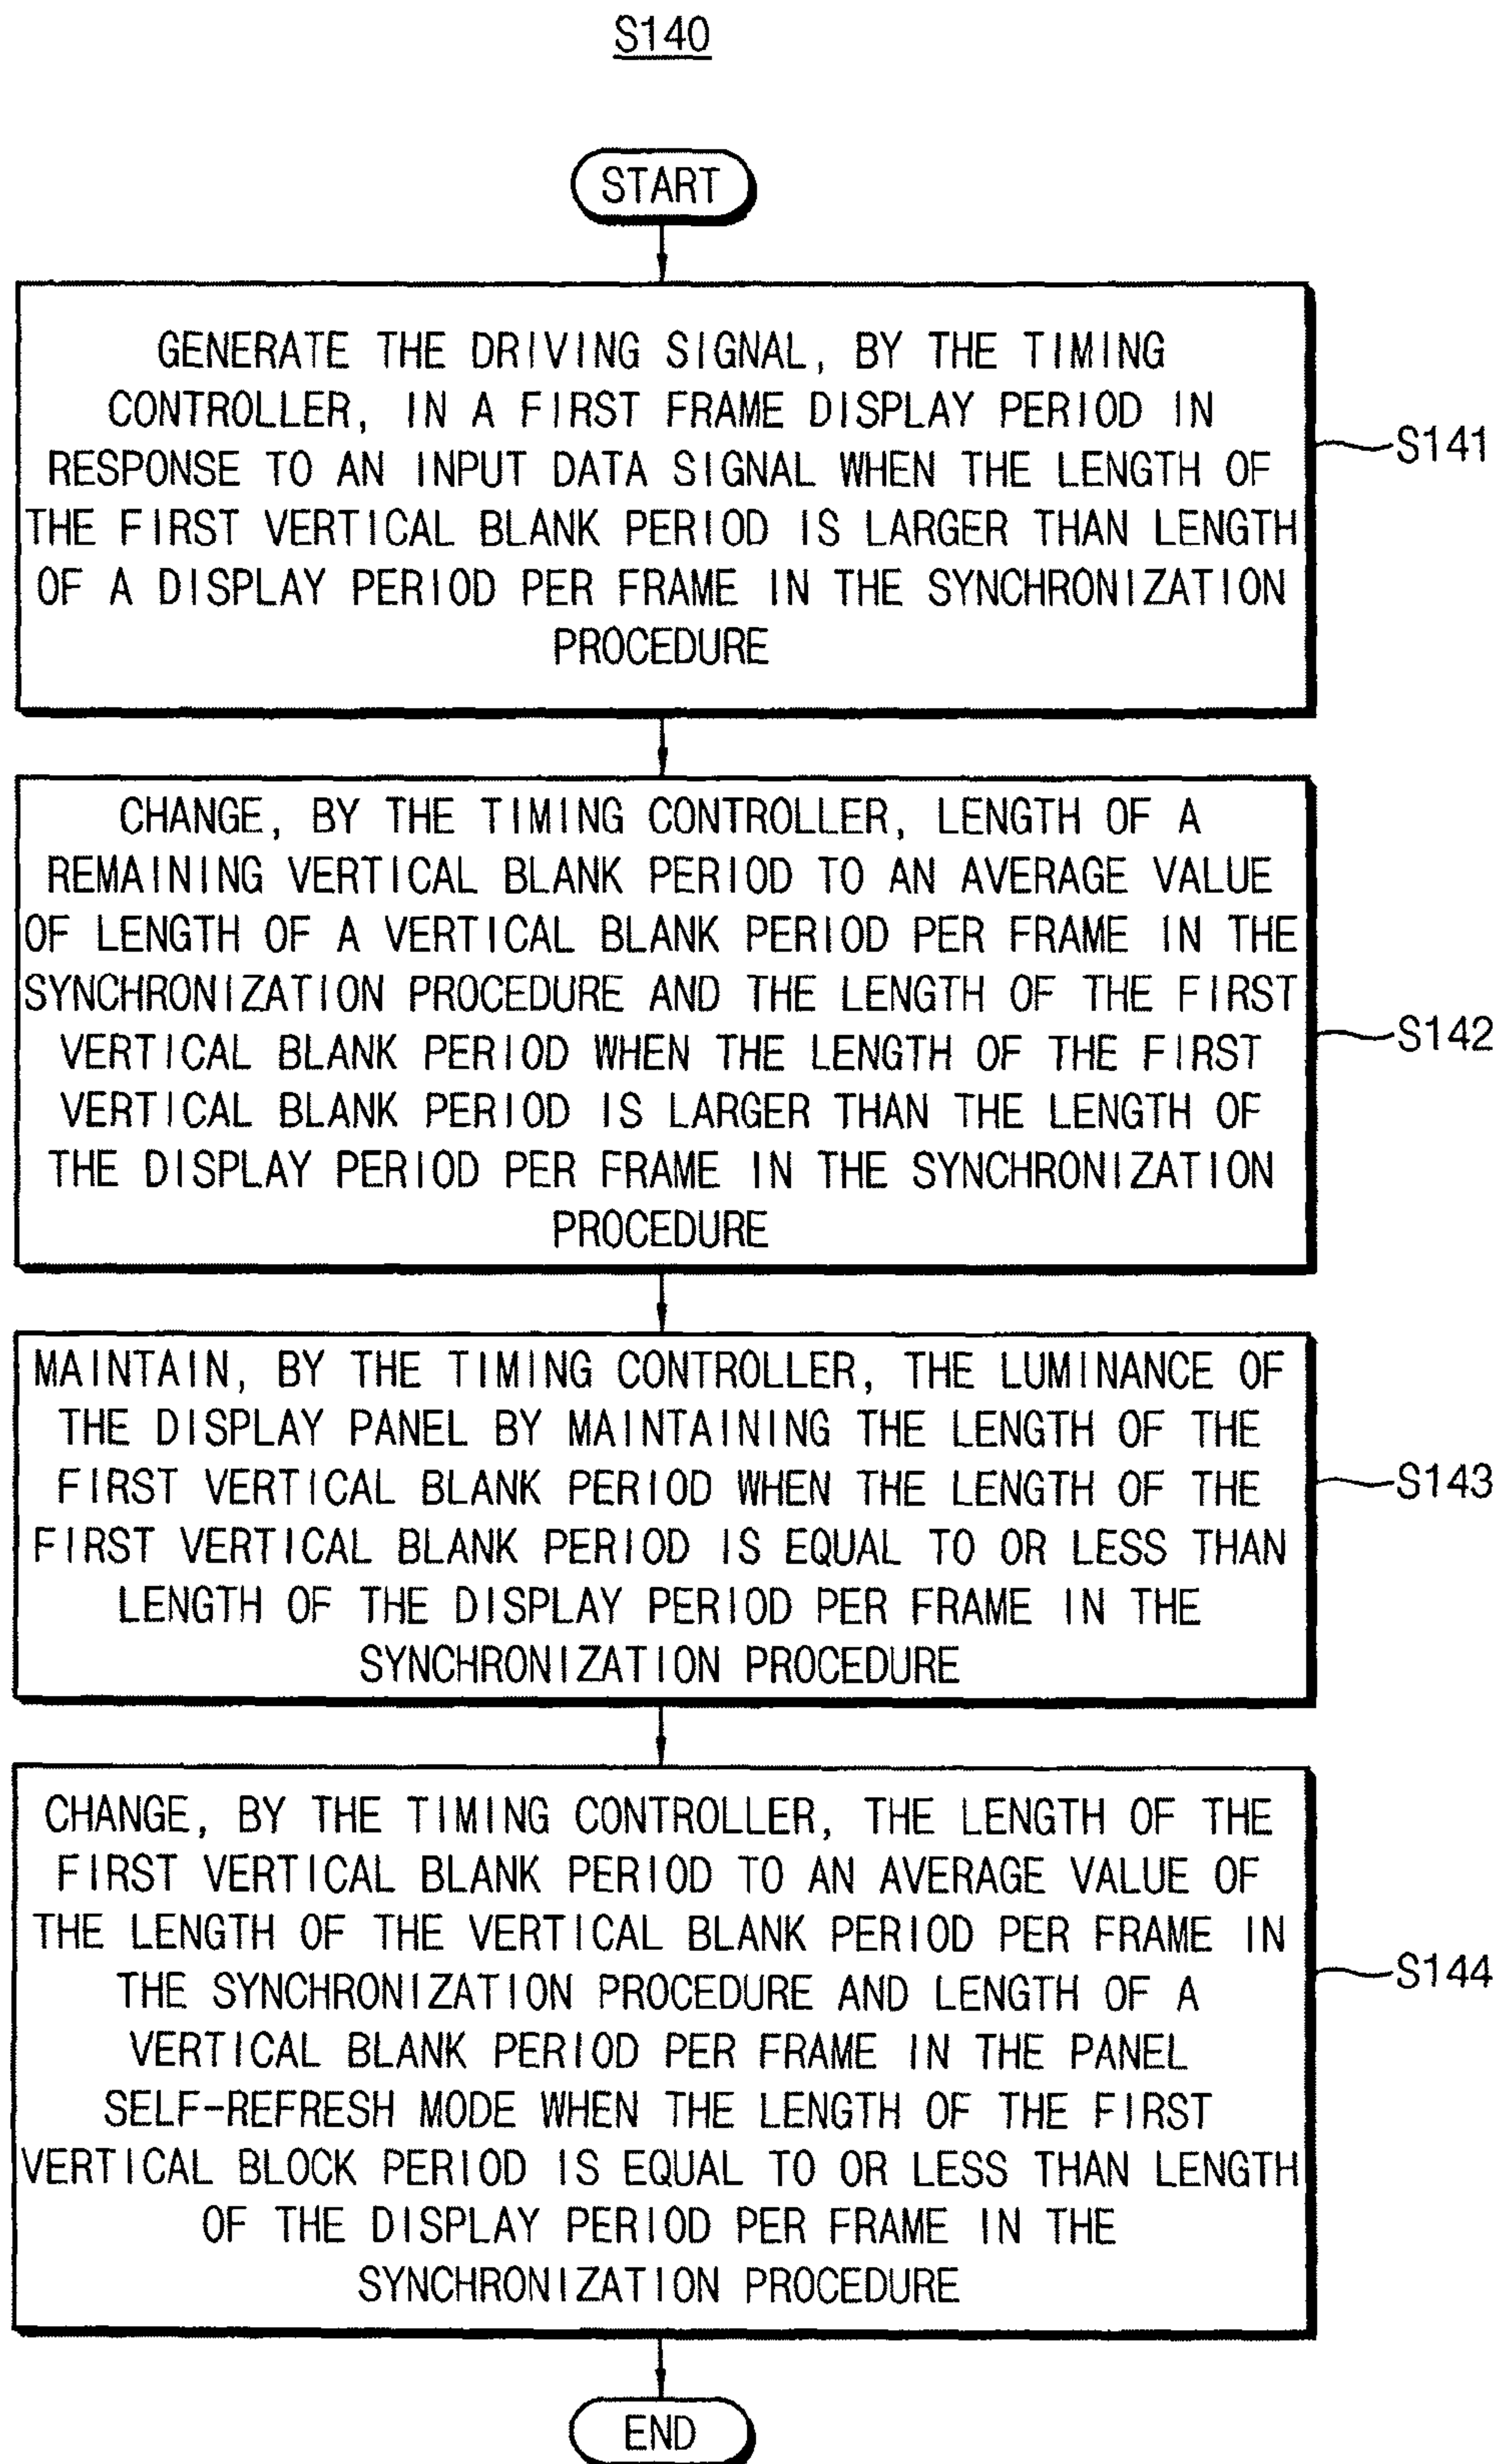 S140
START
GENERATE THE DRIVING SIGNAL, BY THE TIMING
CONTROLLER, IN A FIRST FRAME DISPLAY PERIOD IN
RESPONSE TO AN INPUT DATA SIGNAL WHEN THE LENGTH OF
THE FIRST VERTICAL BLANK PERIOD IS LARGER THAN LENGTH
OF A DISPLAY PERIOD PER FRAME IN THE SYNCHRONIZATION
PROCEDURE
S141
CHANGE, BY THE TIMING CONTROLLER, LENGTH OF A
REMAINING VERTICAL BLANK PERIOD TO AN AVERAGE VALUE
OF LENGTH OF A VERTICAL BLANK PERIOD PER FRAME IN THE
SYNCHRONIZATION PROCEDURE AND THE LENGTH OF THE FIRST
VERTICAL BLANK PERIOD WHEN THE LENGTH OF THE FIRST
VERTICAL BLANK PERIOD IS LARGER THAN THE LENGTH OF
THE DISPLAY PERIOD PER FRAME IN THE SYNCHRONIZATION
PROCEDURE
S142
MAINTAIN, BY THE TIMING CONTROLLER, THE LUMINANCE OF
THE DISPLAY PANEL BY MAINTAINING THE LENGTH OF THE
FIRST VERTICAL BLANK PERIOD WHEN THE LENGTH OF THE
FIRST VERTICAL BLANK PERIOD IS EQUAL TO OR LESS THAN
LENGTH OF THE DISPLAY PERIOD PER FRAME IN THE
SYNCHRONIZATION PROCEDURE
S143
CHANGE, BY THE TIMING CONTROLLER, THE LENGTH OF THE
FIRST VERTICAL BLANK PERIOD TO AN AVERAGE VALUE OF
THE LENGTH OF THE VERTICAL BLANK PERIOD PER FRAME IN
THE SYNCHRONIZATION PROCEDURE AND LENGTH OF A
VERTICAL BLANK PERIOD PER FRAME IN THE PANEL
SELF-REFRESH MODE WHEN THE LENGTH OF THE FIRST
VERTICAL BLOCK PERIOD IS EQUAL TO OR LESS THAN LENGTH
OF THE DISPLAY PERIOD PER FRAME IN THE
SYNCHRONIZATION PROCEDURE
S144
END